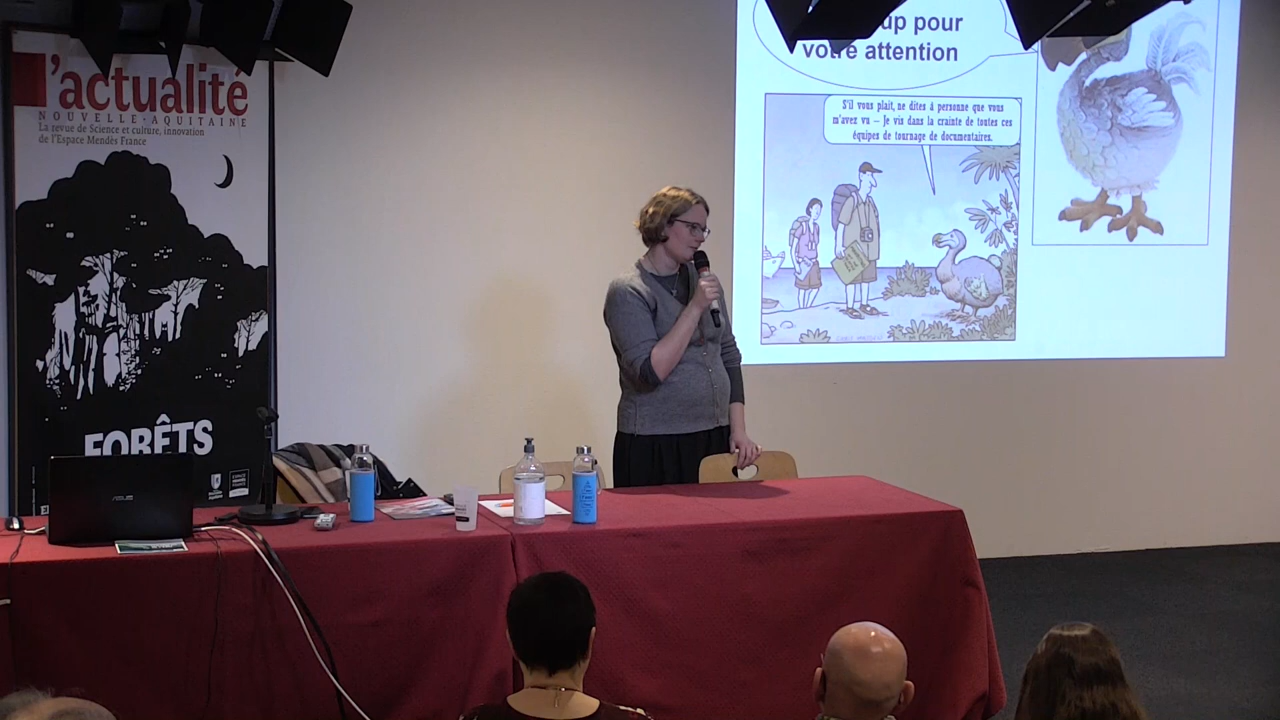 l'actualité
NOUVELLE-AQUITAINE
La revue de Science et culture, innovation
de l'Espace Mendès France
FORÊTS
ASUS
up pour
votre attention
S'il vous plait, ne dites à personne que vous
m'avez vu – Je vis dans la crainte de toutes ces
équipes de tournage de documentaires.